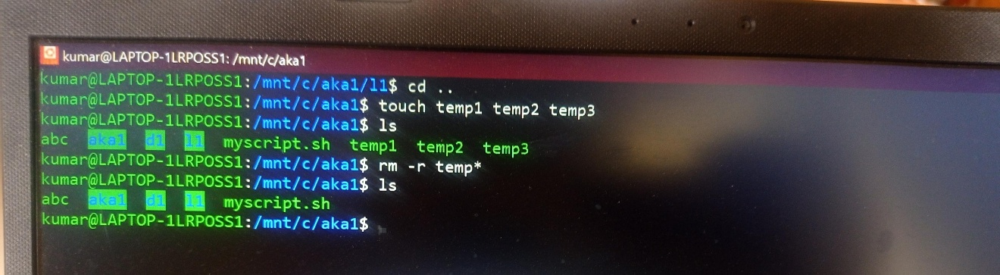 kumar@LAPTOP-1LRPOSS1: /mnt/c/aka1
kumar@LAPTOP-1LRPOSS1:/mnt/c/aka1/l1$ cd ..
kumar@LAPTOP-1LRPOSS1:/mnt/c/aka1$ touch temp1 temp2 temp3
kumar@LAPTOP-1LRPOSS1:/mnt/c/aka1$ ls
abc aka1 d1 l1 myscript.sh temp1 temp2 temp3
kumar@LAPTOP-1LRPOSS1:/mnt/c/aka1$ rm -r temp*
kumar@LAPTOP-1LRPOSS1:/mnt/c/aka1$ ls
abc aka1 d1 l1 myscript.sh
kumar@LAPTOP-1LRPOSS1:/mnt/c/aka1$